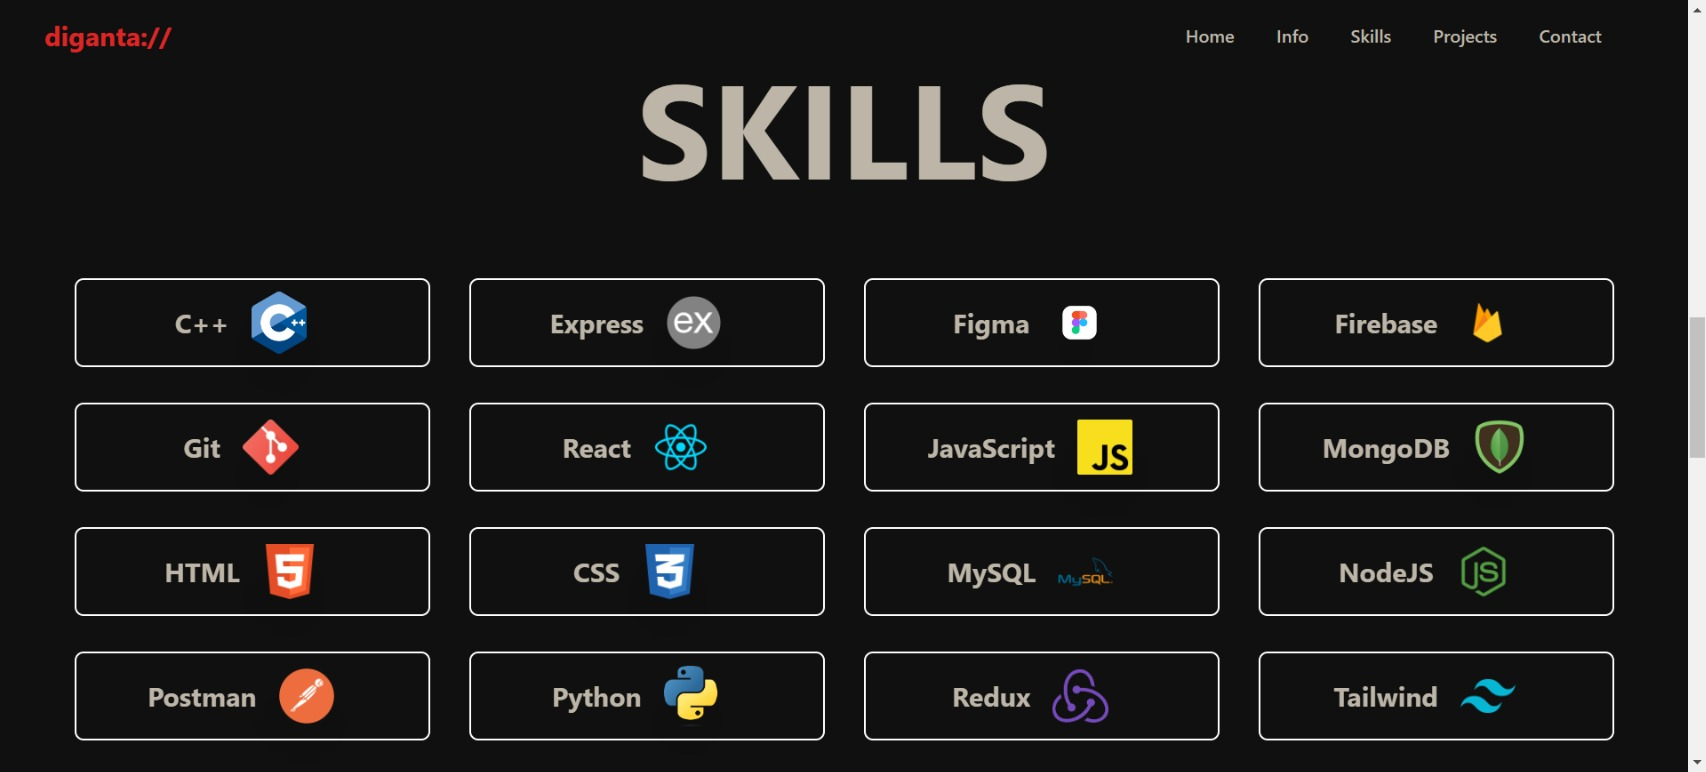 diganta://
Home Info Skills Projects Contact
SKILLS
C++
Express ex
Figma
Firebase
Git
React
JavaScript JS
MongoDB
HTML 5
CSS 3
MySQL MySQL
NodeJS JS
Postman
Python
Redux
Tailwind